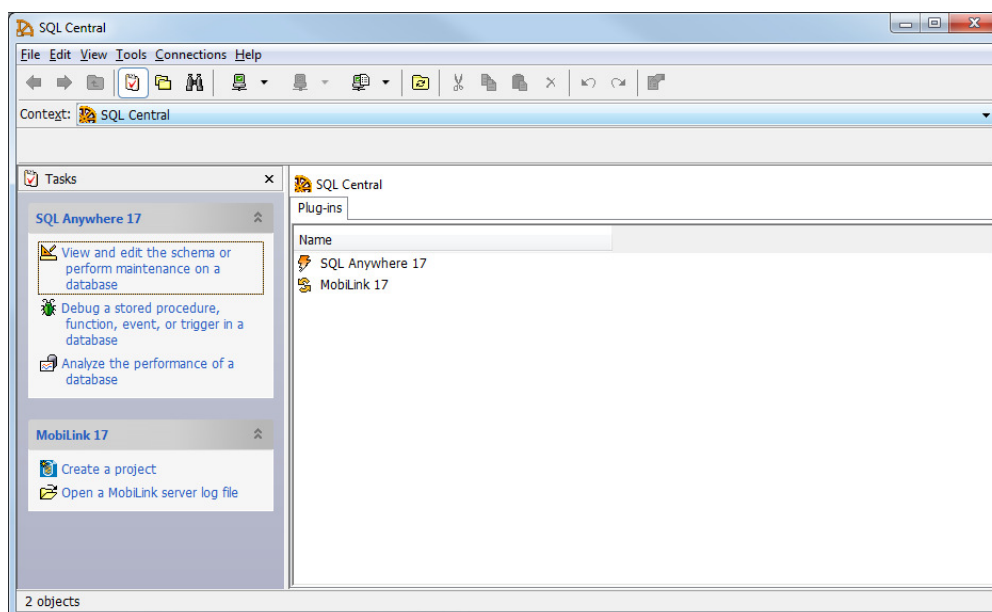 SQL Central
File Edit View Tools Connections Help
Context: SQL Central
Tasks
SQL Anywhere 17
View and edit the schema or
perform maintenance on a
database
Debug a stored procedure,
function, event, or trigger in a
database
Analyze the performance of a
database
MobiLink 17
Create a project
Open a MobiLink server log file
SQL Central
Plug-ins
Name
SQL Anywhere 17
MobiLink 17
2 objects